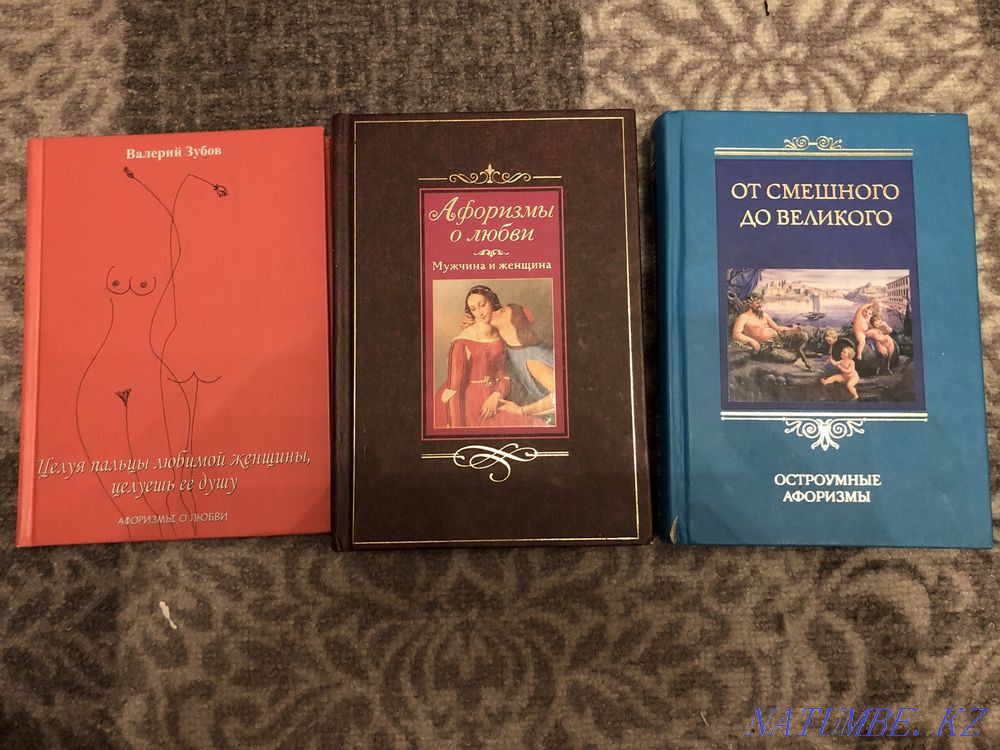 Валерий Зубов
Целуя пальцы любимой женщины,
целуешь её душу
АФОРИЗМЫ О ЛЮБВИ
Афоризмы
о любви
Мужчина и женщина
ОТ СМЕШНОГО
ДО ВЕЛИКОГО
ОСТРОУМНЫЕ
АФОРИЗМЫ
NATUMBE.KZ